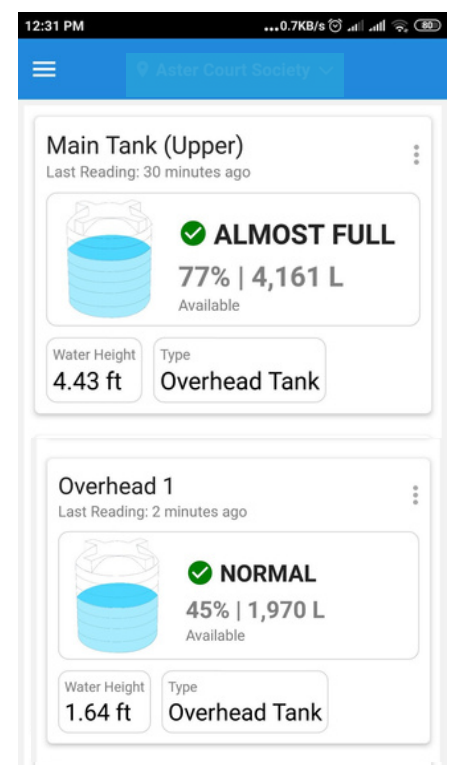 12:31 PM ...0.7KB/s 80
Aster Court Society
Main Tank (Upper)
Last Reading: 30 minutes ago
ALMOST FULL
77% | 4,161 L
Available
Water Height Type
4.43 ft Overhead Tank
Overhead 1
Last Reading: 2 minutes ago
NORMAL
45% | 1,970 L
Available
Water Height Type
1.64 ft Overhead Tank